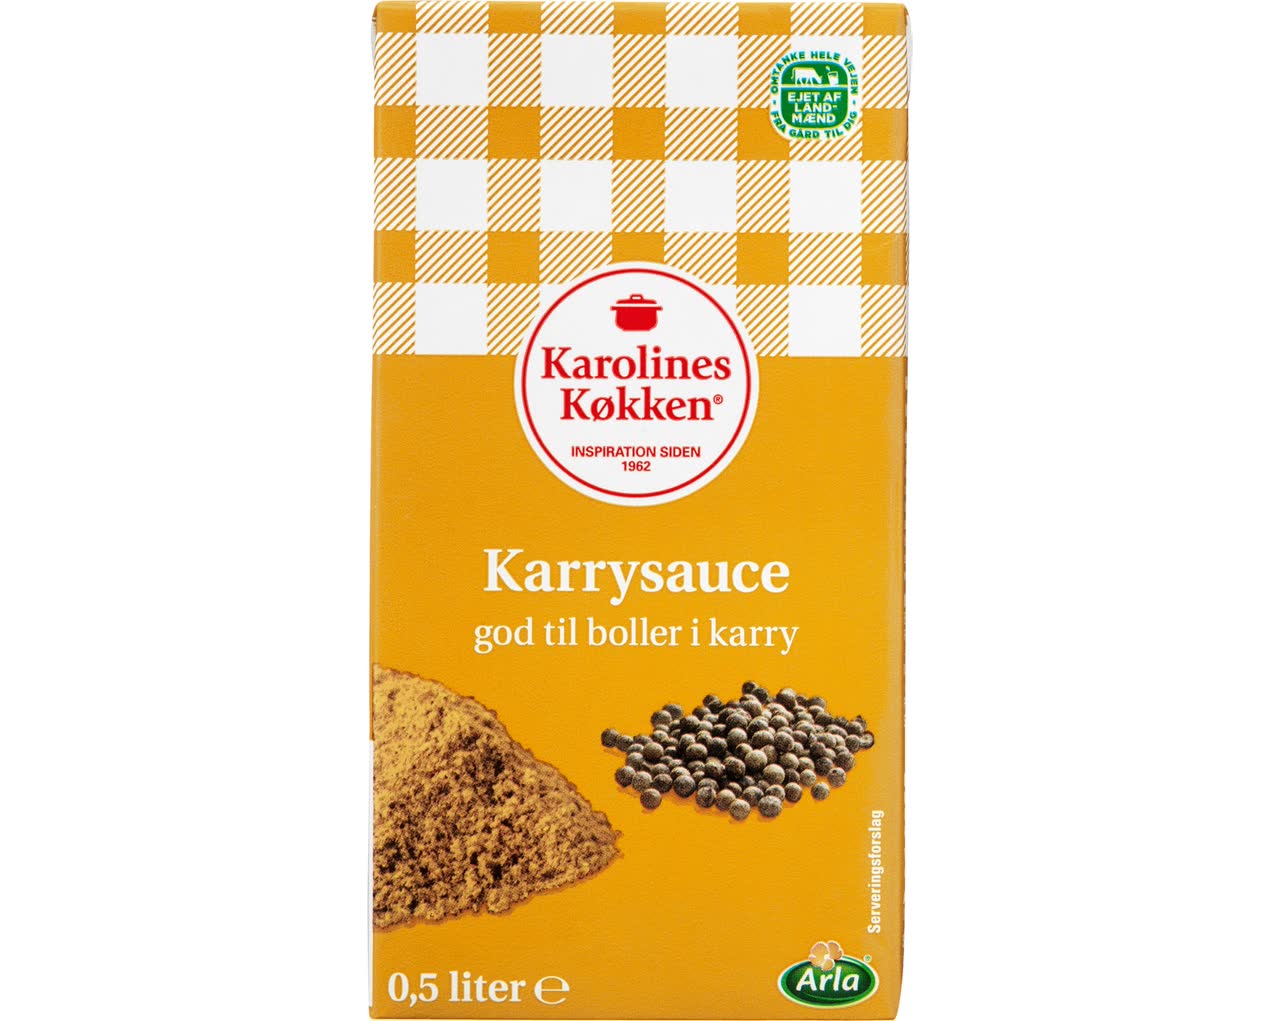 OMTANKE HELE VEJEN
EJET AF
LAND-
MÆND
- FRA GÅRD TIL DIG -
Karolines
Køkken®
INSPIRATION SIDEN
1962
Karrysauce
god til boller i karry
Serveringsforslag
0,5 liter ℮
Arla©